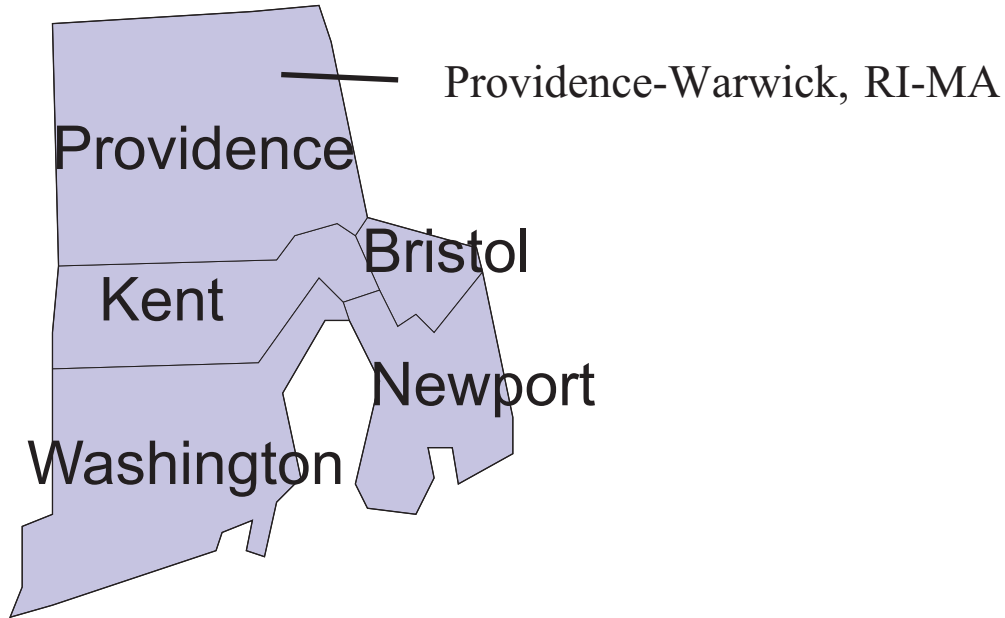 Providence-Warwick, RI-MA
Providence
Bristol
Kent
Newport
Washington